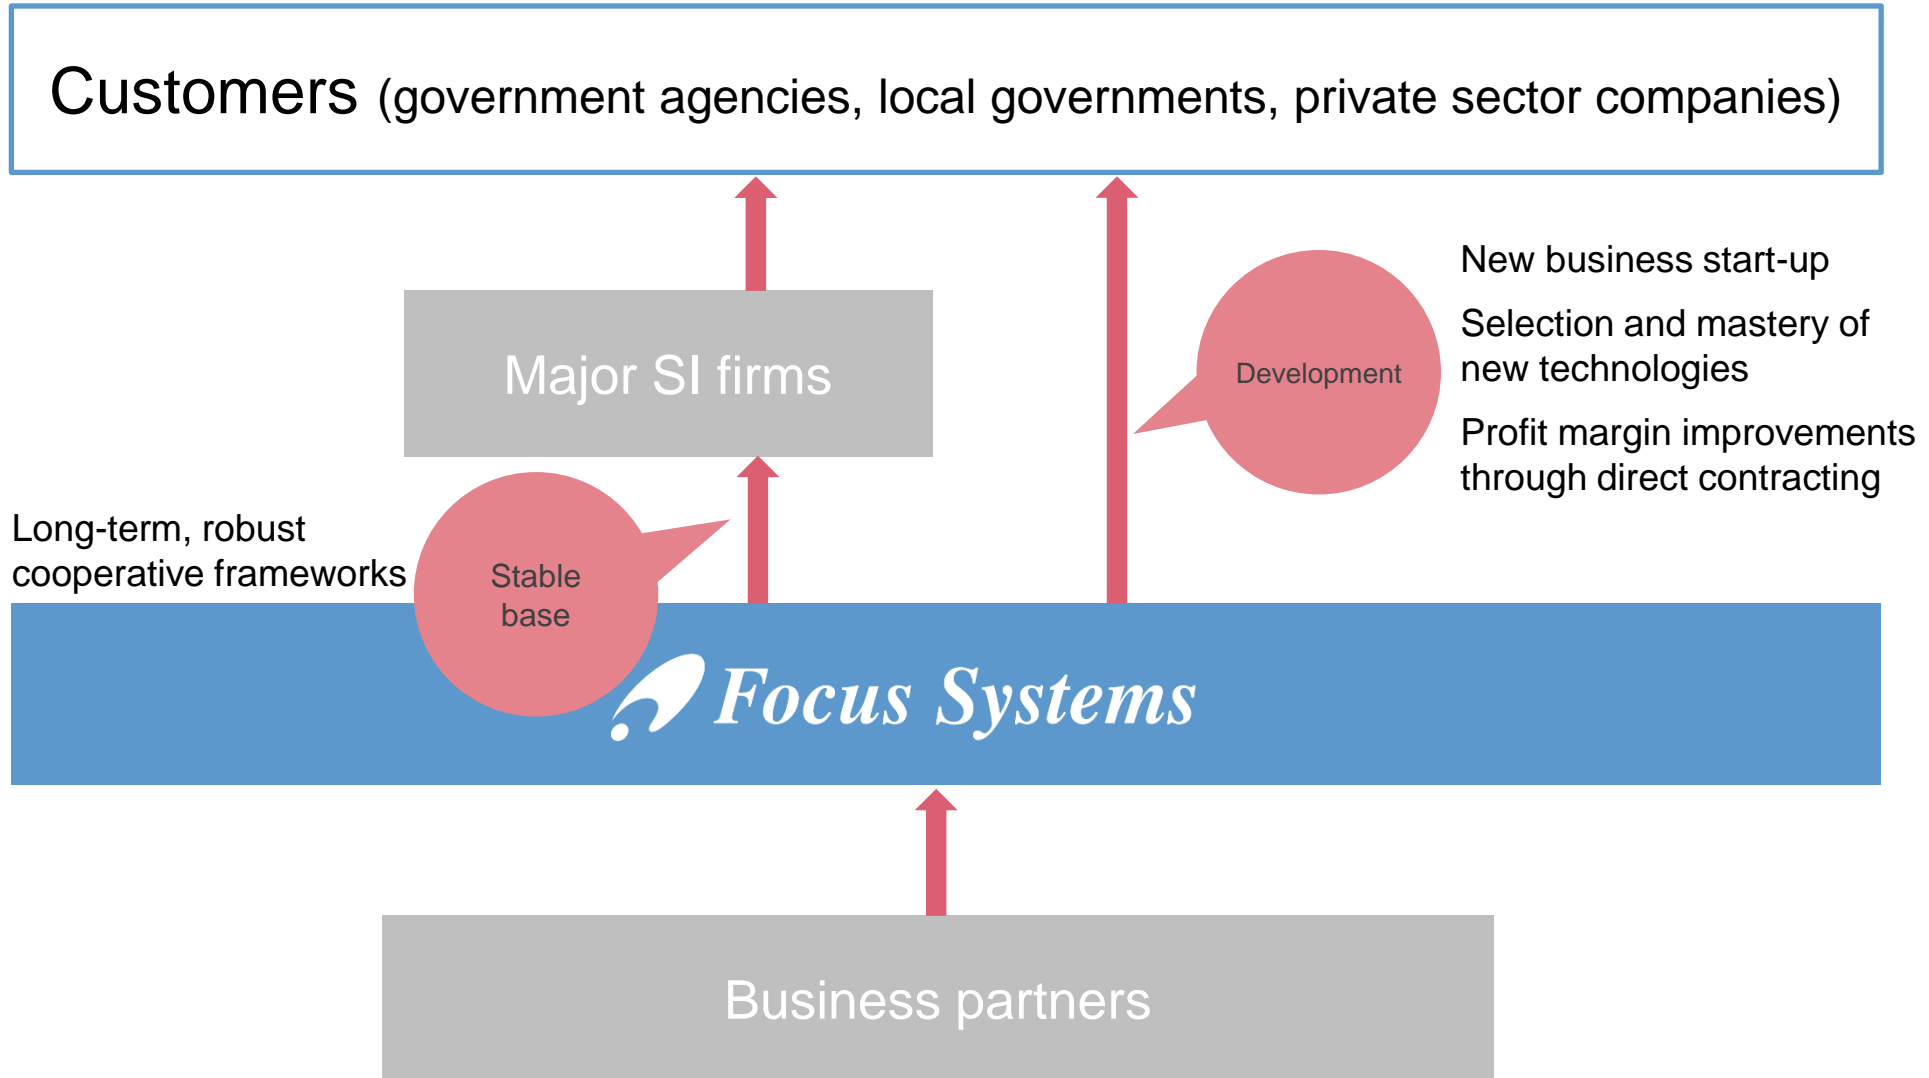 Customers (government agencies, local governments, private sector companies)
Major SI firms
Development
New business start-up
Selection and mastery of
new technologies
Profit margin improvements
through direct contracting
Long-term, robust
cooperative frameworks
Stable
base
Focus Systems
Business partners